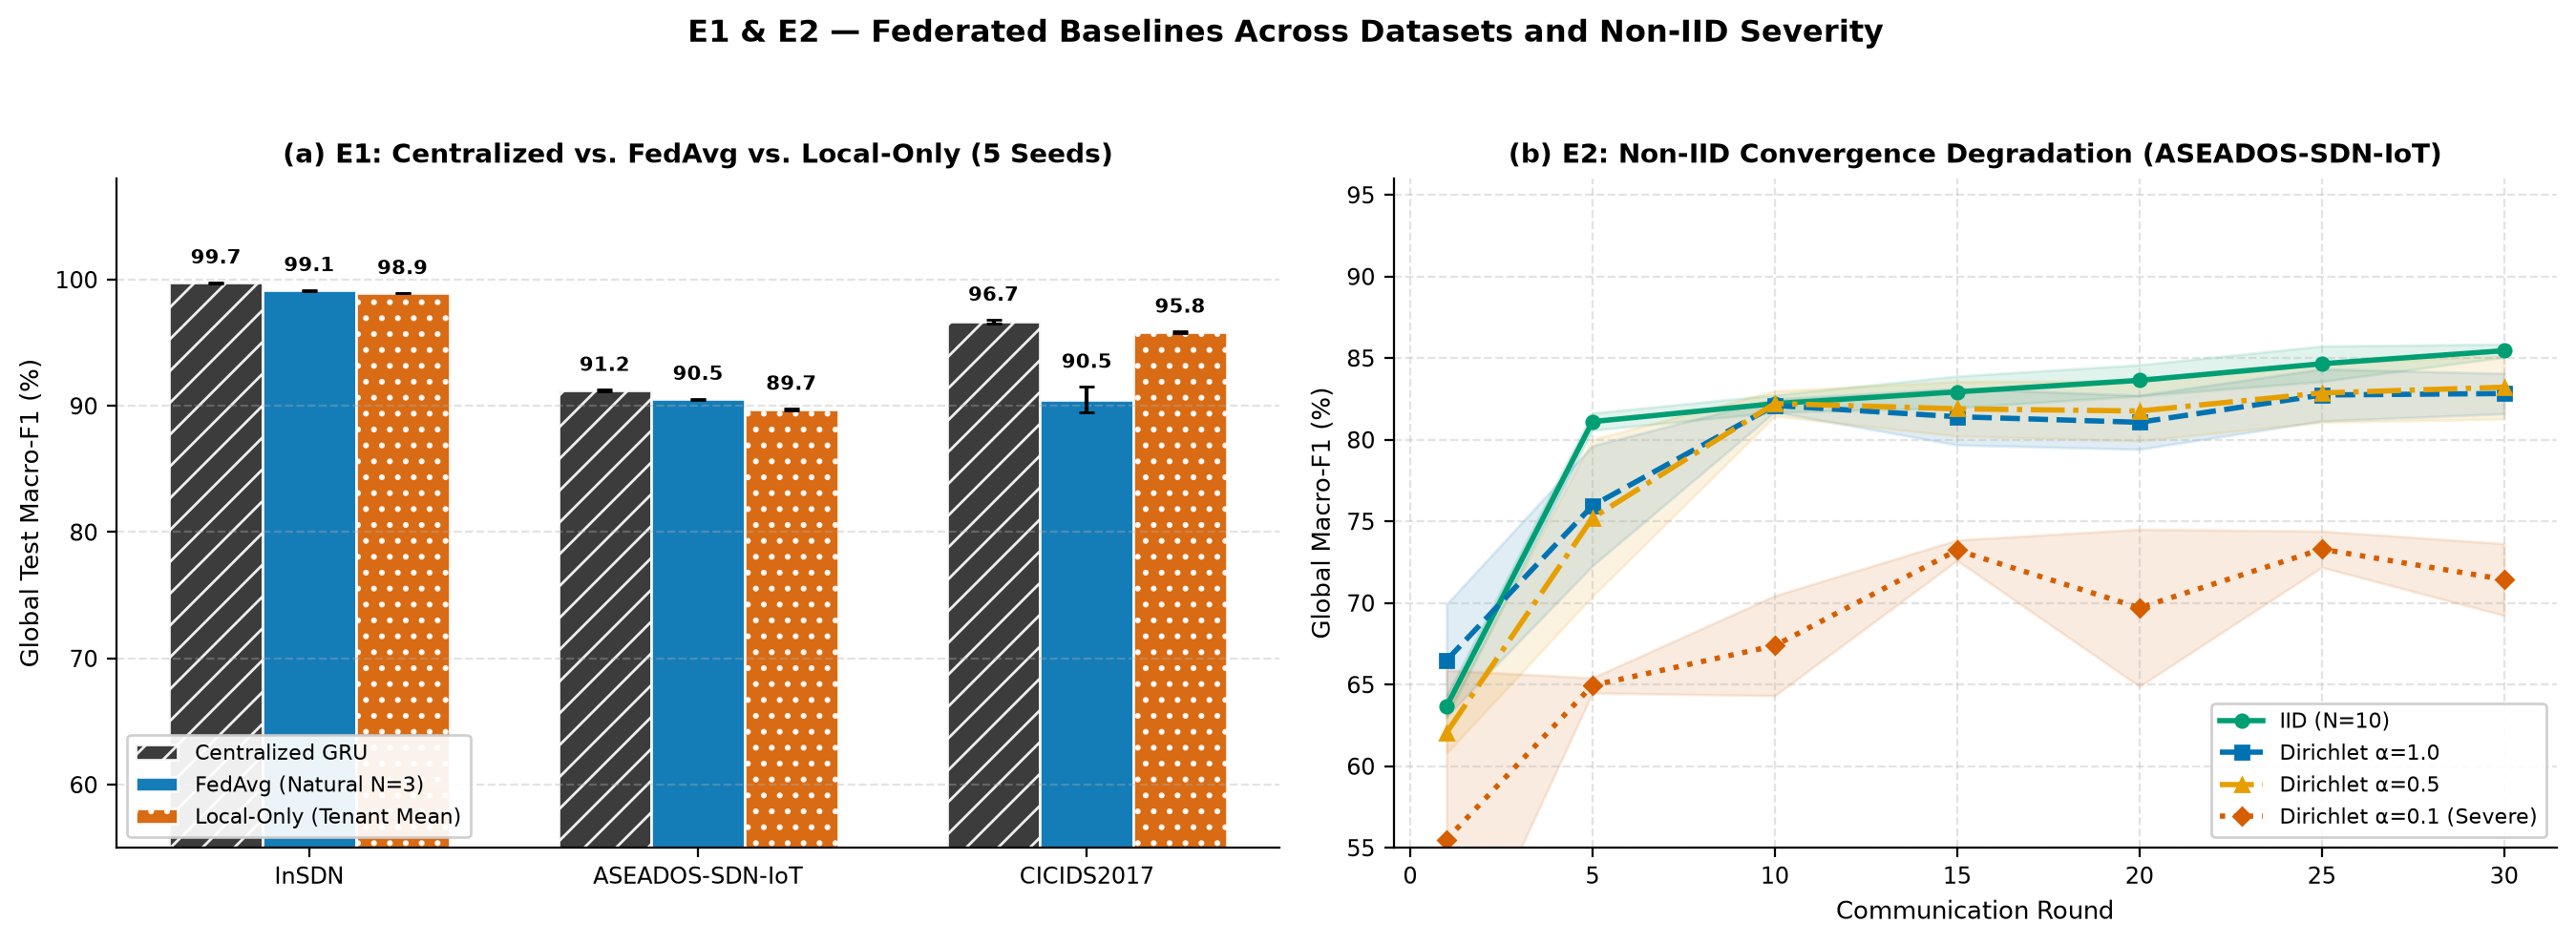 E1 & E2 — Federated Baselines Across Datasets and Non-IID Severity
(a) E1: Centralized vs. FedAvg vs. Local-Only (5 Seeds)
Global Test Macro-F1 (%)
100
90
80
70
60
99.7
99.1
98.9
91.2
90.5
89.7
96.7
90.5
95.8
Centralized GRU
FedAvg (Natural N=3)
Local-Only (Tenant Mean)
InSDN
ASEADOS-SDN-IoT
CICIDS2017
(b) E2: Non-IID Convergence Degradation (ASEADOS-SDN-IoT)
Global Macro-F1 (%)
95
90
85
80
75
70
65
60
55
IID (N=10)
Dirichlet α=1.0
Dirichlet α=0.5
Dirichlet α=0.1 (Severe)
0
5
10
15
20
25
30
Communication Round